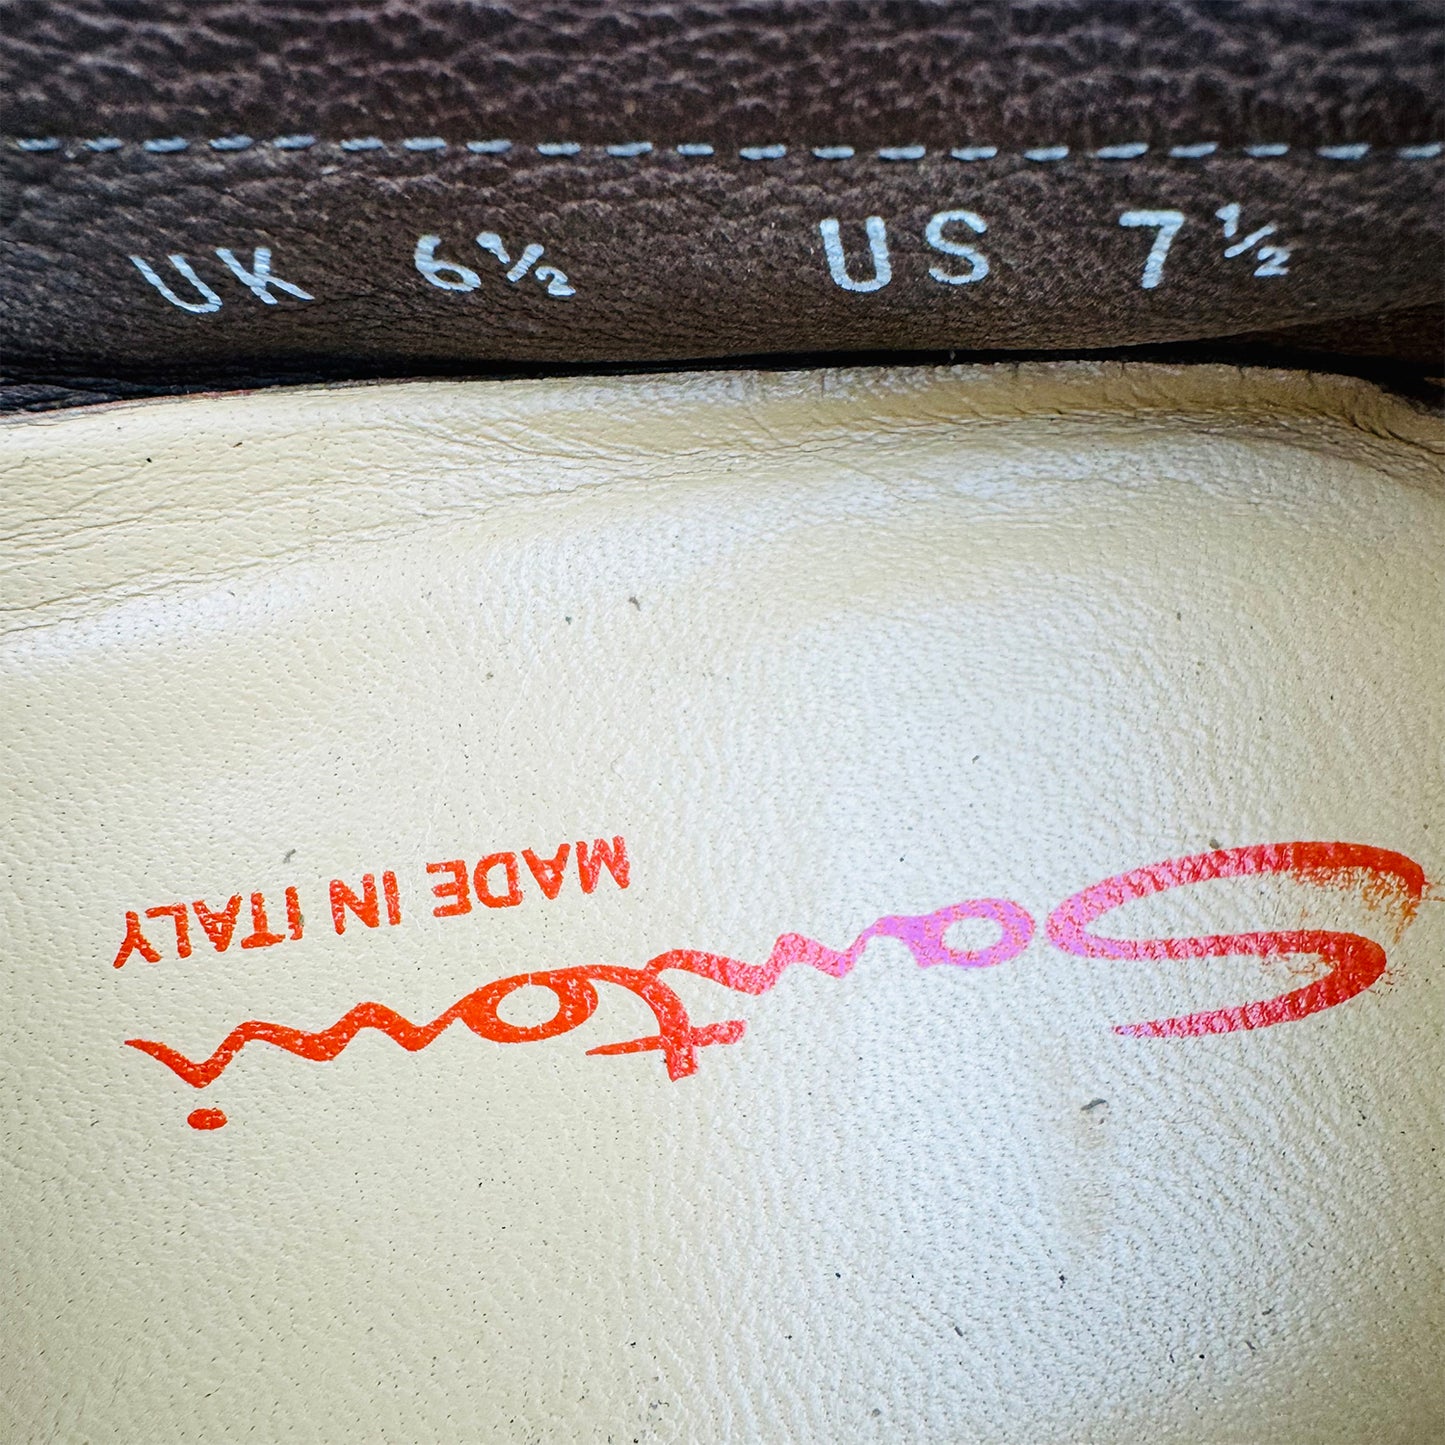 UK 6½ US 7½
Santoni
MADE IN ITALY